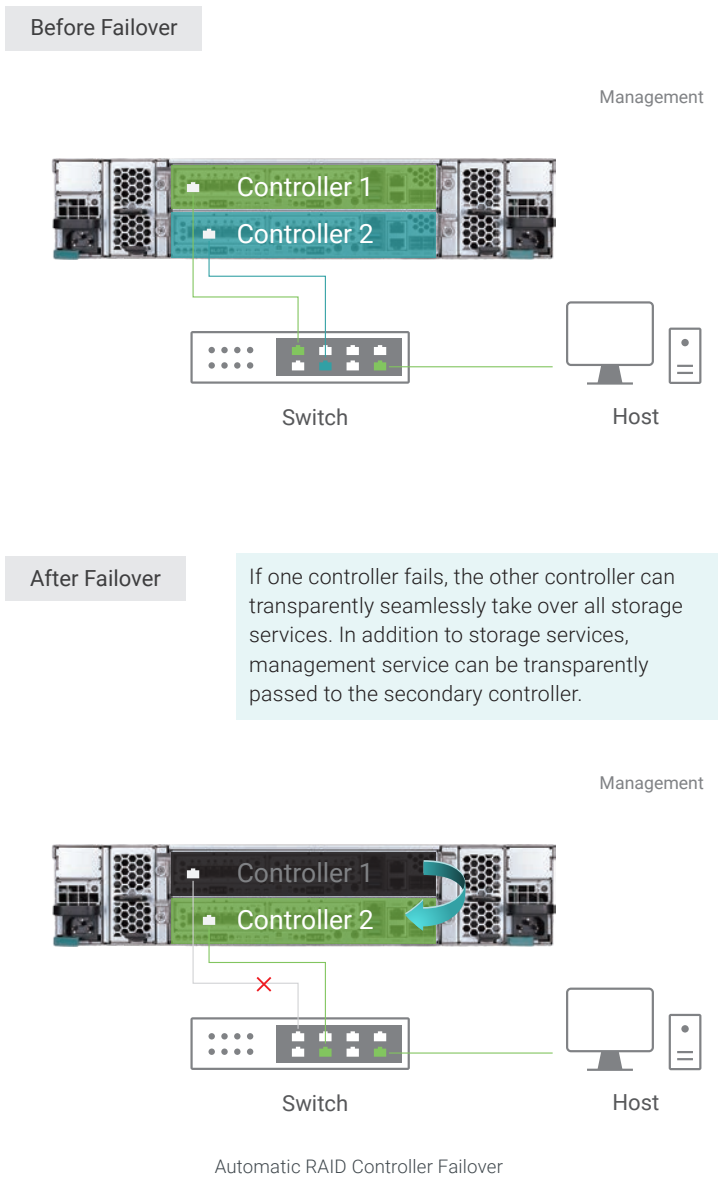 Before Failover
Management
Controller 1
Controller 2
Switch
Host
After Failover
If one controller fails, the other controller can
transparently seamlessly take over all storage
services. In addition to storage services,
management service can be transparently
passed to the secondary controller.
Management
Controller 1
Controller 2
Switch
Host
Automatic RAID Controller Failover